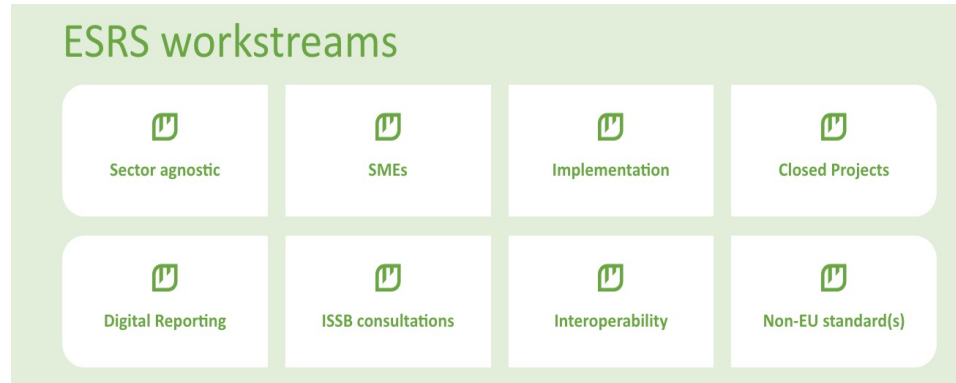 ESRS workstreams
Sector agnostic
SMEs
Implementation
Closed Projects
Digital Reporting
ISSB consultations
Interoperability
Non-EU standard(s)